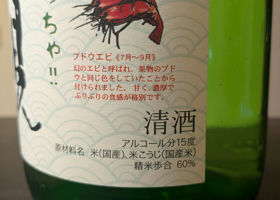 っちゃ!!
ブドウエビ《7月〜9月》
幻のエビと呼ばれ、果物のブド
ウと同じ色をしていたことから
付けられました。甘く、濃厚で
ぷりぷりの食感が格別です。
清酒
アルコール分15度
原材料名 米(国産)、米こうじ(国産米)
精米歩合 60%